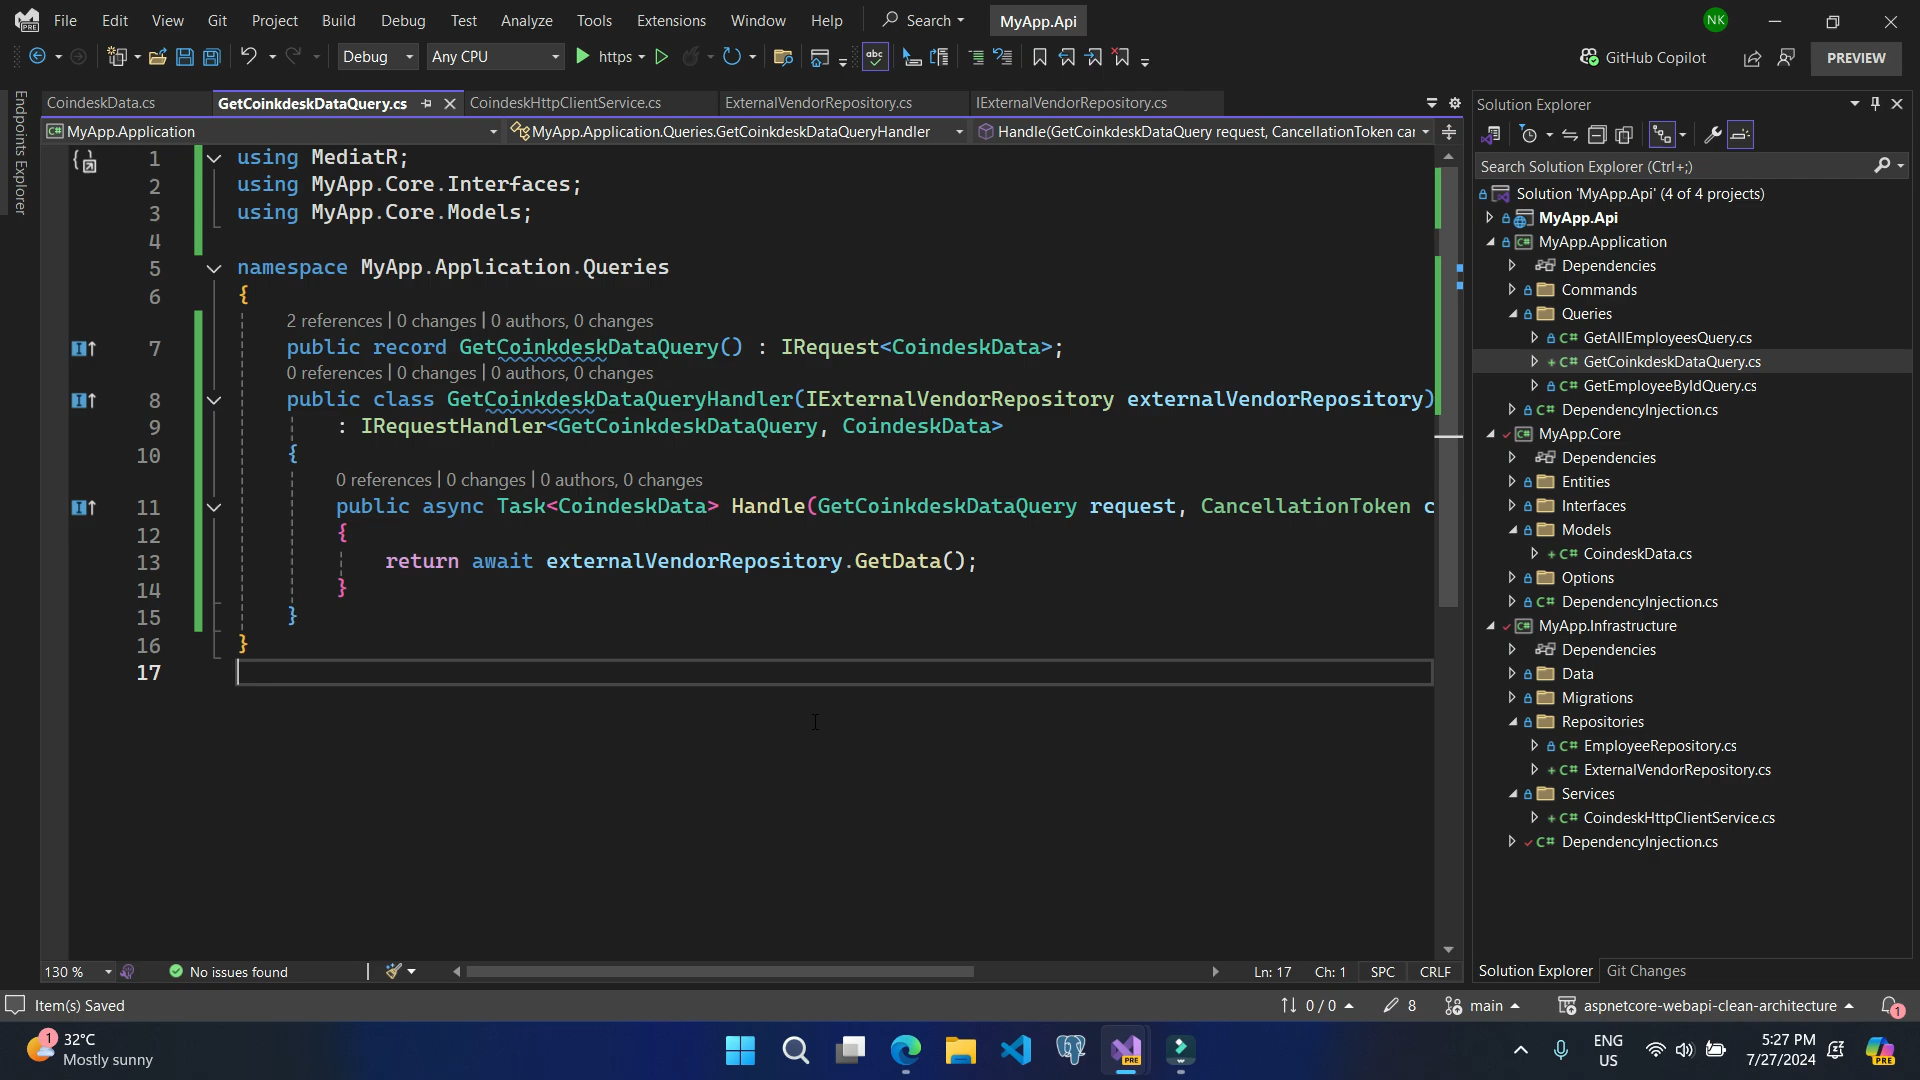 File Edit View Git Project Build Debug Test Analyze Tools Extensions Window Help Search MyApp.Api NK
Debug Any CPU https abc GitHub Copilot PREVIEW
Endpoints Explorer
CoindeskData.cs GetCoinkdeskDataQuery.cs CoindeskHttpClientService.cs ExternalVendorRepository.cs IExternalVendorRepository.cs
MyApp.Application MyApp.Application.Queries.GetCoinkdeskDataQueryHandler Handle(GetCoinkdeskDataQuery request, CancellationToken car
1 using MediatR;
2 using MyApp.Core.Interfaces;
3 using MyApp.Core.Models;
4
5 namespace MyApp.Application.Queries
6 {
2 references | 0 changes | 0 authors, 0 changes
7 public record GetCoinkdeskDataQuery() : IRequest<CoindeskData>;
0 references | 0 changes | 0 authors, 0 changes
8 public class GetCoinkdeskDataQueryHandler(IExternalVendorRepository externalVendorRepository)
9 : IRequestHandler<GetCoinkdeskDataQuery, CoindeskData>
10 {
0 references | 0 changes | 0 authors, 0 changes
11 public async Task<CoindeskData> Handle(GetCoinkdeskDataQuery request, CancellationToken c
12 {
13 return await externalVendorRepository.GetData();
14 }
15 }
16 }
17
130 % No issues found Ln: 17 Ch: 1 SPC CRLF
Solution Explorer
Search Solution Explorer (Ctrl+;)
Solution 'MyApp.Api' (4 of 4 projects)
MyApp.Api
MyApp.Application
Dependencies
Commands
Queries
C# GetAllEmployeesQuery.cs
C# GetCoinkdeskDataQuery.cs
C# GetEmployeeByIdQuery.cs
C# DependencyInjection.cs
MyApp.Core
Dependencies
Entities
Interfaces
Models
C# CoindeskData.cs
Options
C# DependencyInjection.cs
MyApp.Infrastructure
Dependencies
Data
Migrations
Repositories
C# EmployeeRepository.cs
C# ExternalVendorRepository.cs
Services
C# CoindeskHttpClientService.cs
C# DependencyInjection.cs
Solution Explorer Git Changes
Item(s) Saved 0 / 0 8 main aspnetcore-webapi-clean-architecture 1
1 32°C
Mostly sunny
PRE
ENG
US
5:27 PM
7/27/2024
PRE